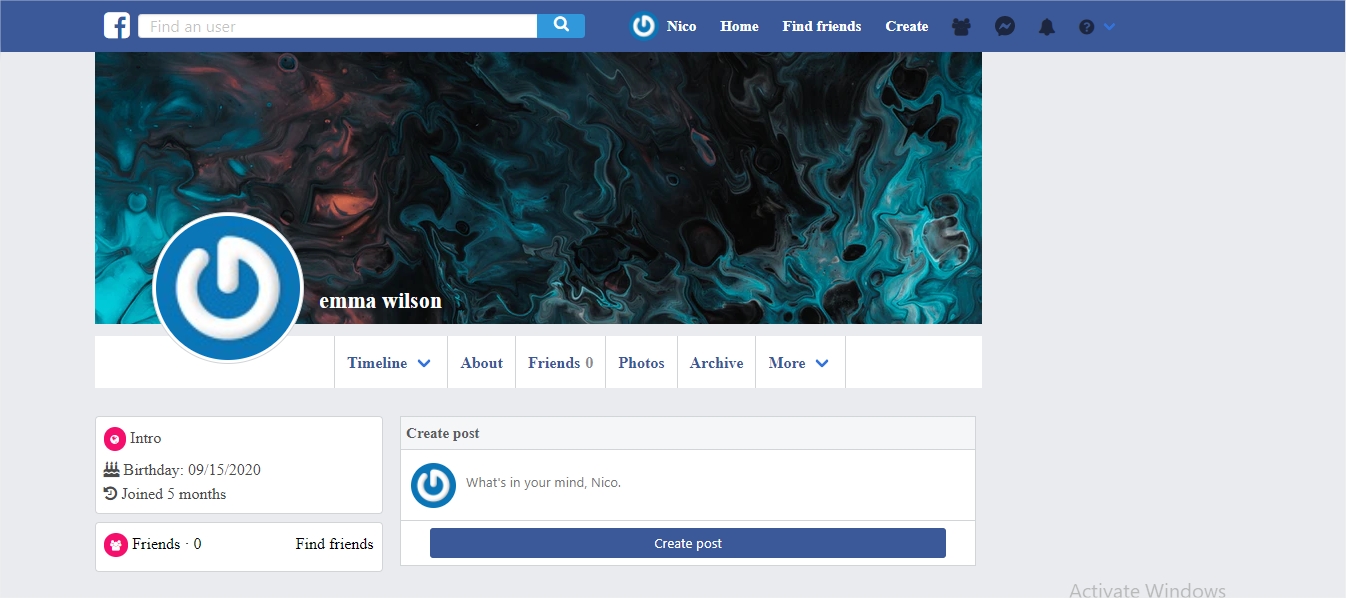 Find an user
Nico Home Find friends Create
emma wilson
Timeline About Friends 0 Photos Archive More
Intro
Birthday: 09/15/2020
Joined 5 months
Friends · 0 Find friends
Create post
What's in your mind, Nico.
Create post
Activate Windows